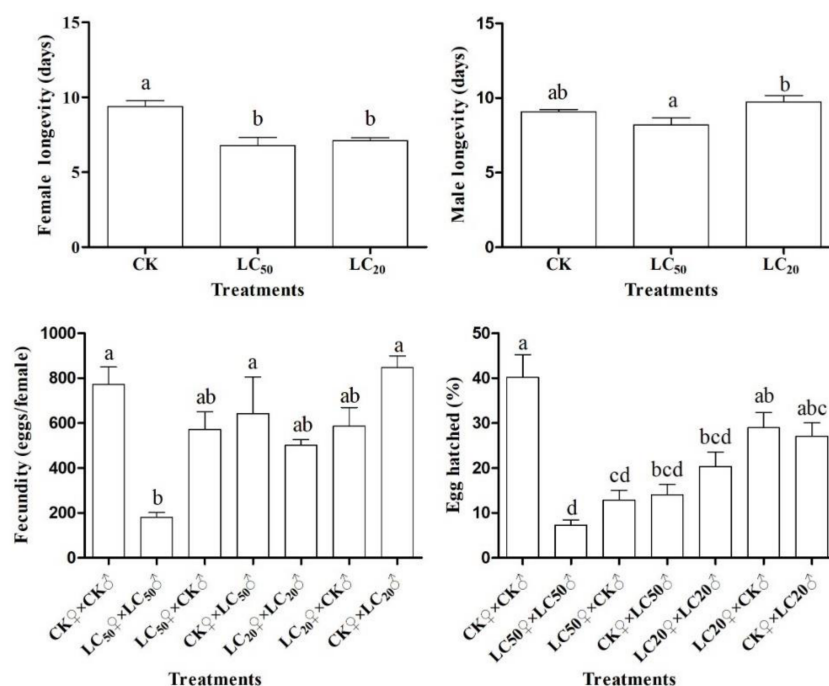 Female longevity (days)
15
10
5
0
a
b
b
CK
LC₅₀
LC₂₀
Treatments
Male longevity (days)
15
10
5
0
ab
a
b
CK
LC₅₀
LC₂₀
Treatments
Fecundity (eggs/female)
1000
800
600
400
200
0
a
b
ab
a
ab
ab
a
CK♀×CK♂
LC₅₀♀×LC₅₀♂
LC₅₀♀×CK♂
CK♀×LC₅₀♂
LC₂₀♀×LC₂₀♂
LC₂₀♀×CK♂
CK♀×LC₂₀♂
Treatments
Egg hatched (%)
50
40
30
20
10
0
a
d
cd
bcd
bcd
ab
abc
CK♀×CK♂
LC50♀×LC50♂
LC50♀×CK♂
CK♀×LC50♂
LC20♀×LC20♂
LC20♀×CK♂
CK♀×LC20♂
Treatments